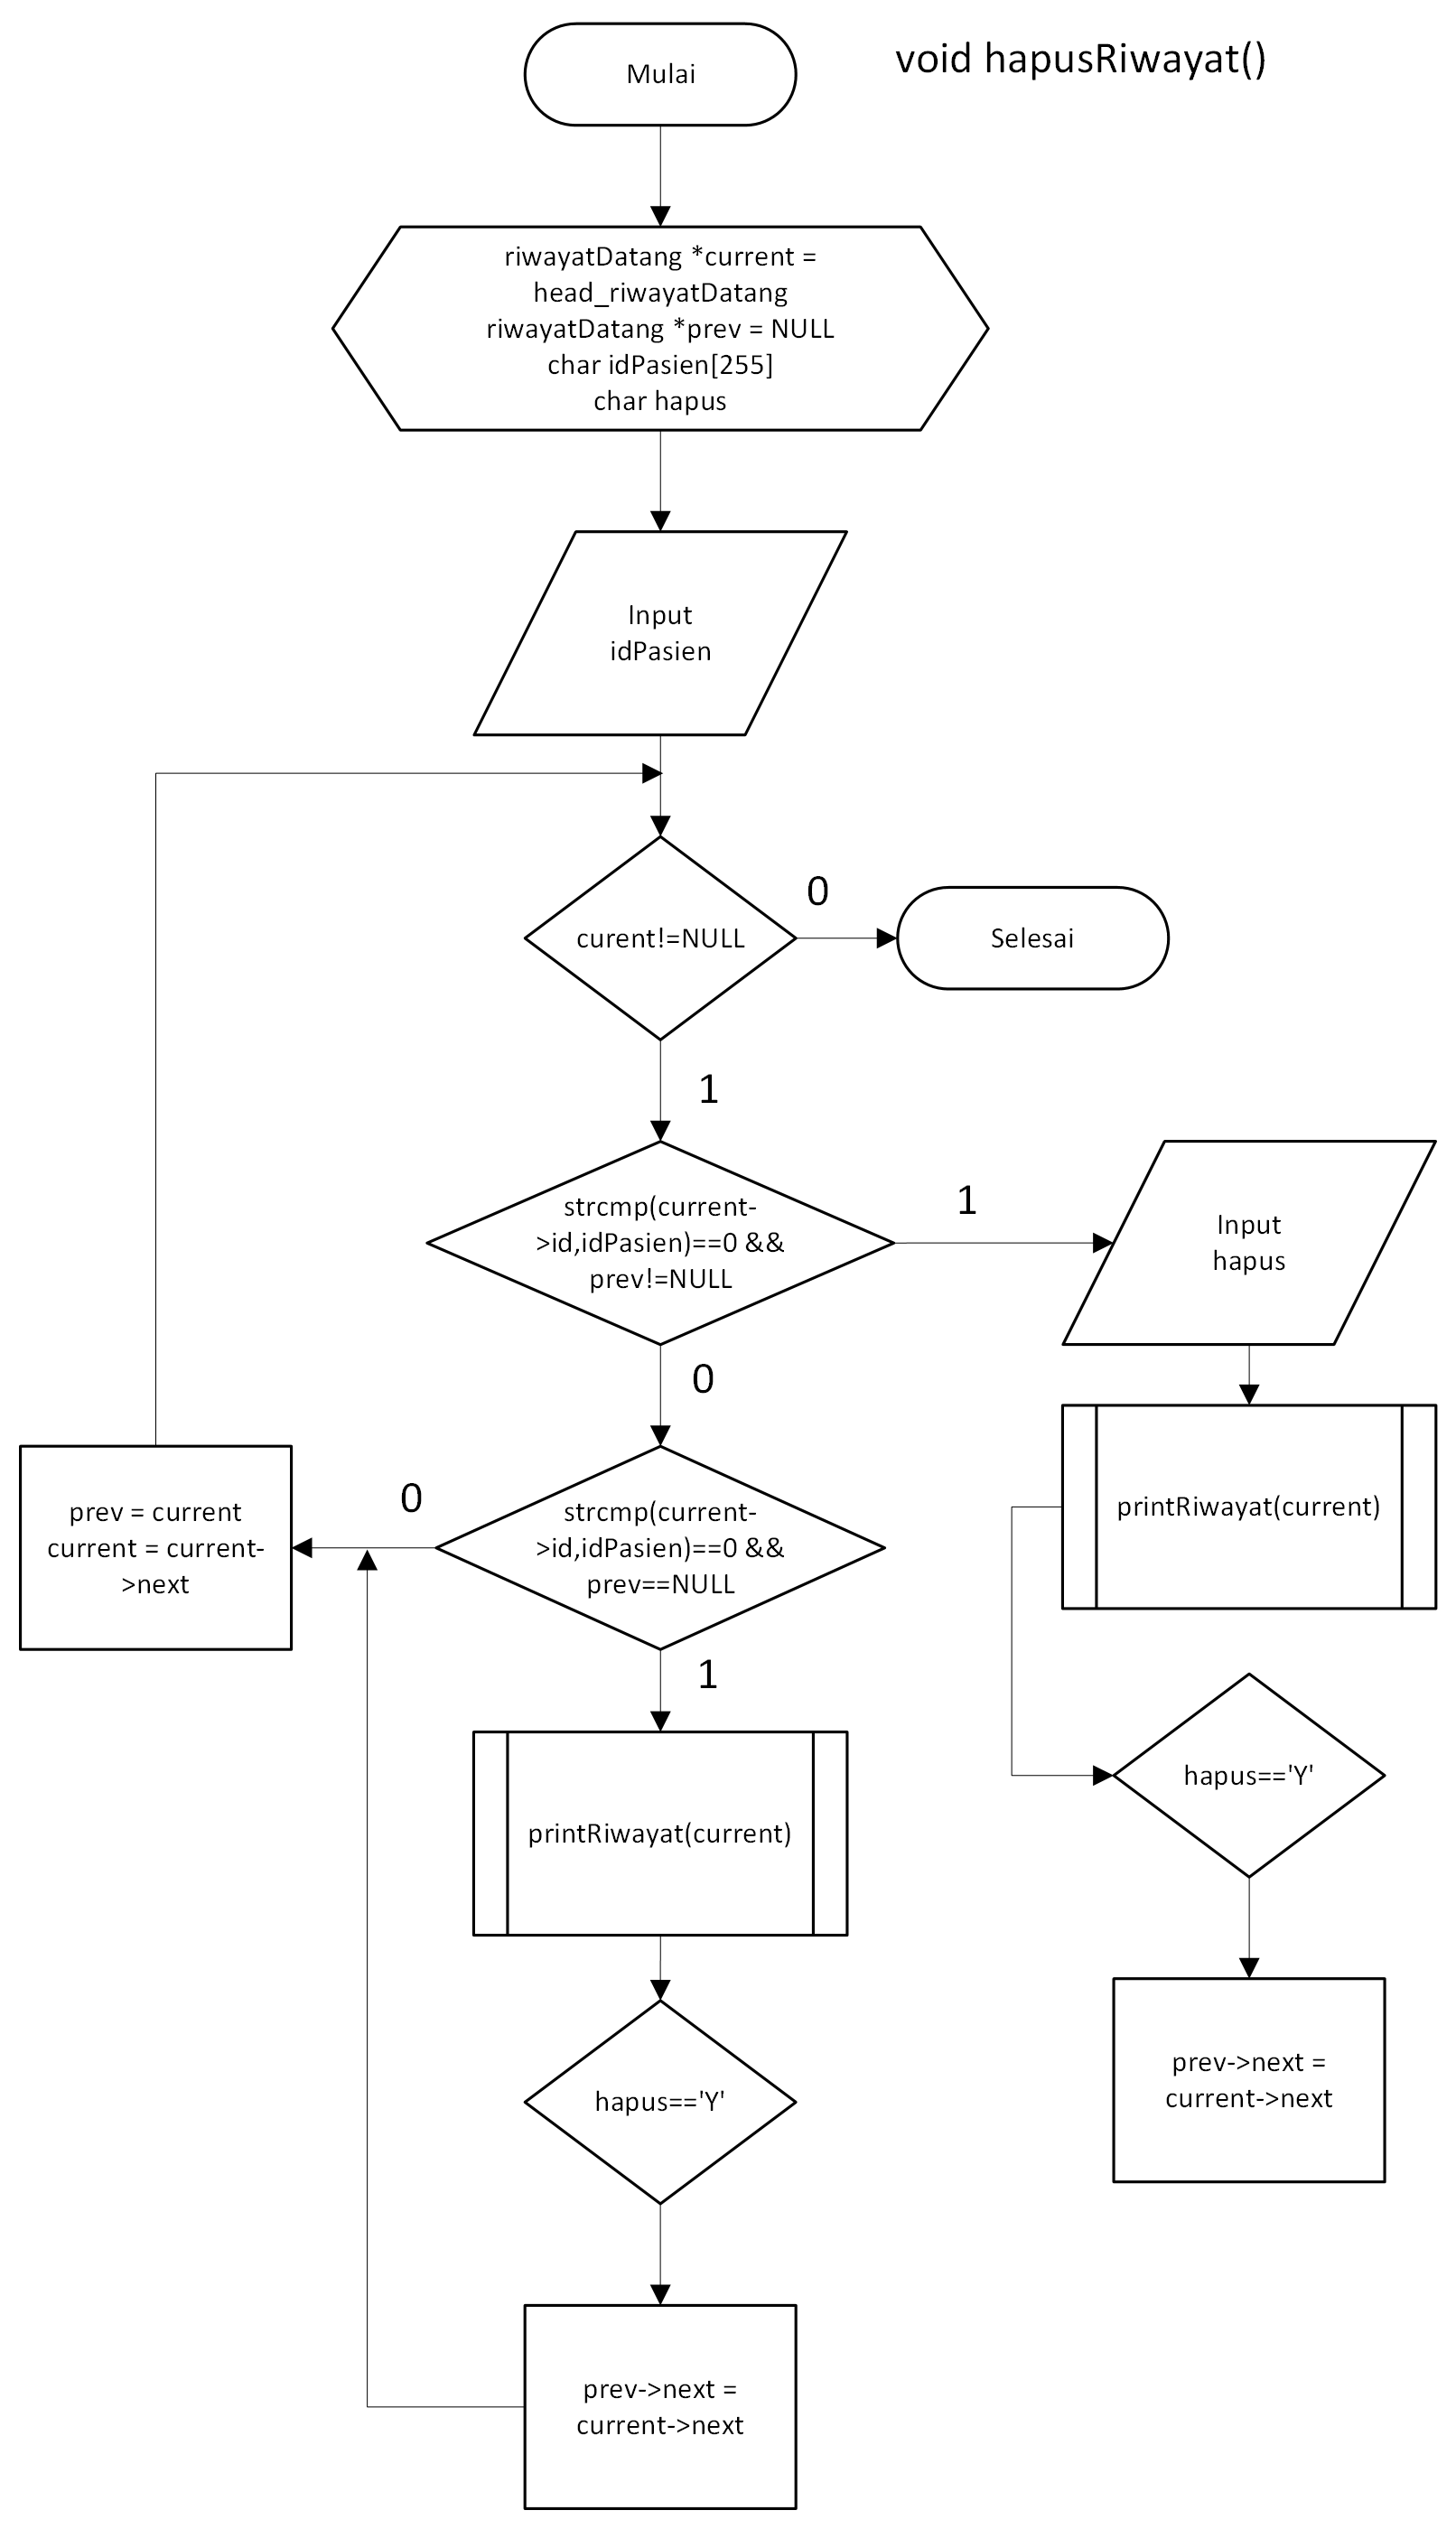 Mulai
void hapusRiwayat()
riwayatDatang *current =
head_riwayatDatang
riwayatDatang *prev = NULL
char idPasien[255]
char hapus
Input
idPasien
curent!=NULL
0
Selesai
1
strcmp(current-
>id,idPasien)==0 &&
prev!=NULL
1
Input
hapus
0
printRiwayat(current)
strcmp(current-
>id,idPasien)==0 &&
prev==NULL
0
prev = current
current = current-
>next
1
printRiwayat(current)
hapus=='Y'
hapus=='Y'
prev->next =
current->next
prev->next =
current->next